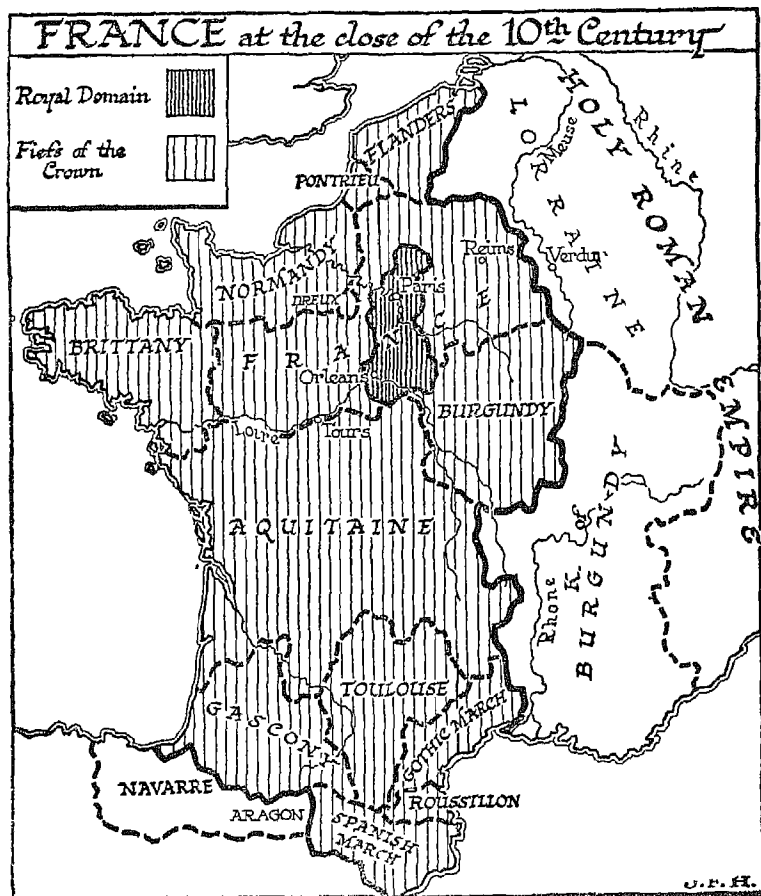 FRANCE at the close of the 10th Century
Royal Domain
Fiefs of the
Crown
FLANDERS
PONTRIEU
LORRAINE
Meuse
HOLY ROMAN
EMPIRE
Rhine
Reims
Verdun
NORMANDY
DREUX
Paris
BRITTANY
FRANCE
Orleans
BURGUNDY
Loire
Tours
AQUITAINE
K. of
BURGUNDY
Rhone
TOULOUSE
GASCONY
GOTHIC MARCH
NAVARRE
ARAGON
ROUSSILLON
SPANISH
MARCH
J.F.H.